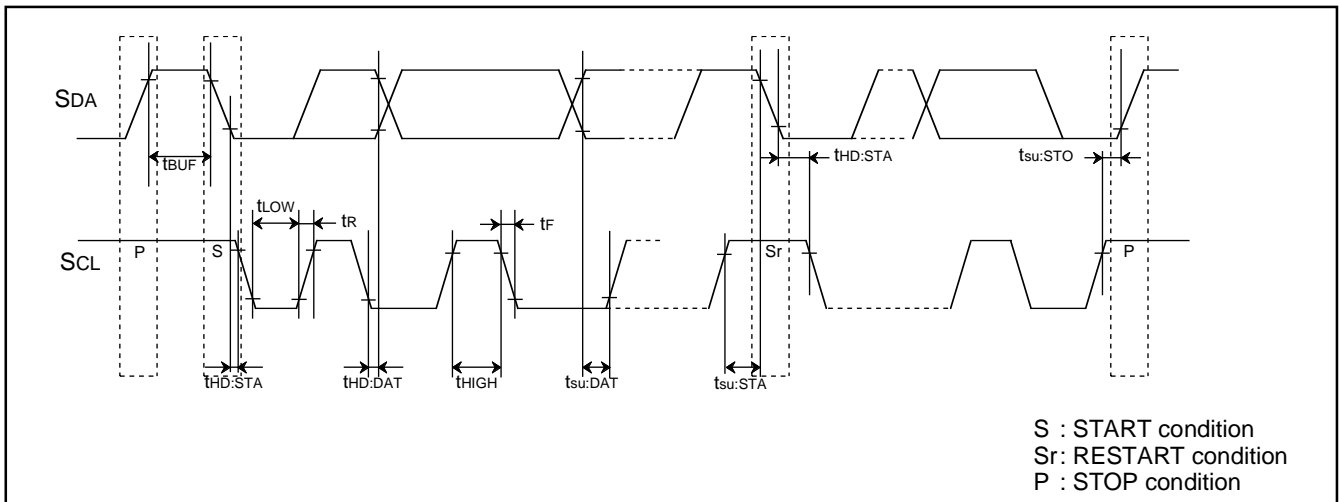 SDA
tBUF
tHD:STA
tsu:STO
tLOW
tR
tF
SCL
P
S
Sr
P
tHD:STA
tHD:DAT
tHIGH
tsu:DAT
tsu:STA
S : START condition
Sr: RESTART condition
P : STOP condition